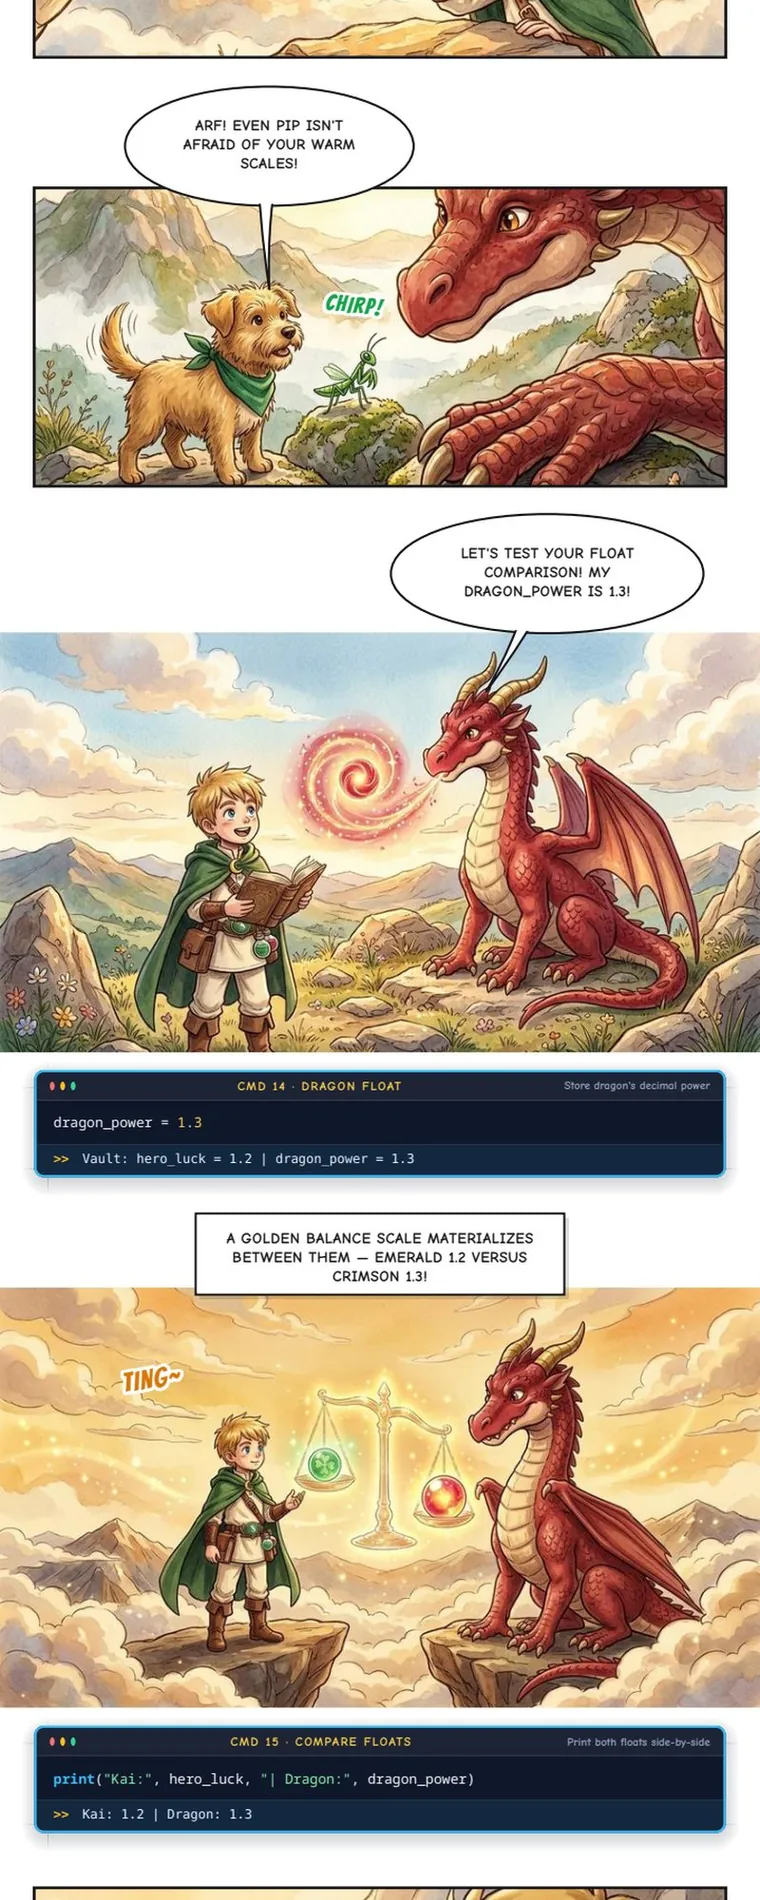 ARF! EVEN PIP ISN'T
AFRAID OF YOUR WARM
SCALES!
CHIRP!
LET'S TEST YOUR FLOAT
COMPARISON! MY
DRAGON_POWER IS 1.3!
CMD 14 · DRAGON FLOAT
Store dragon's decimal power
dragon_power = 1.3
>> Vault: hero_luck = 1.2 | dragon_power = 1.3
A GOLDEN BALANCE SCALE MATERIALIZES
BETWEEN THEM — EMERALD 1.2 VERSUS
CRIMSON 1.3!
TING~
CMD 15 · COMPARE FLOATS
Print both floats side-by-side
print("Kai:", hero_luck, "| Dragon:", dragon_power)
>> Kai: 1.2 | Dragon: 1.3